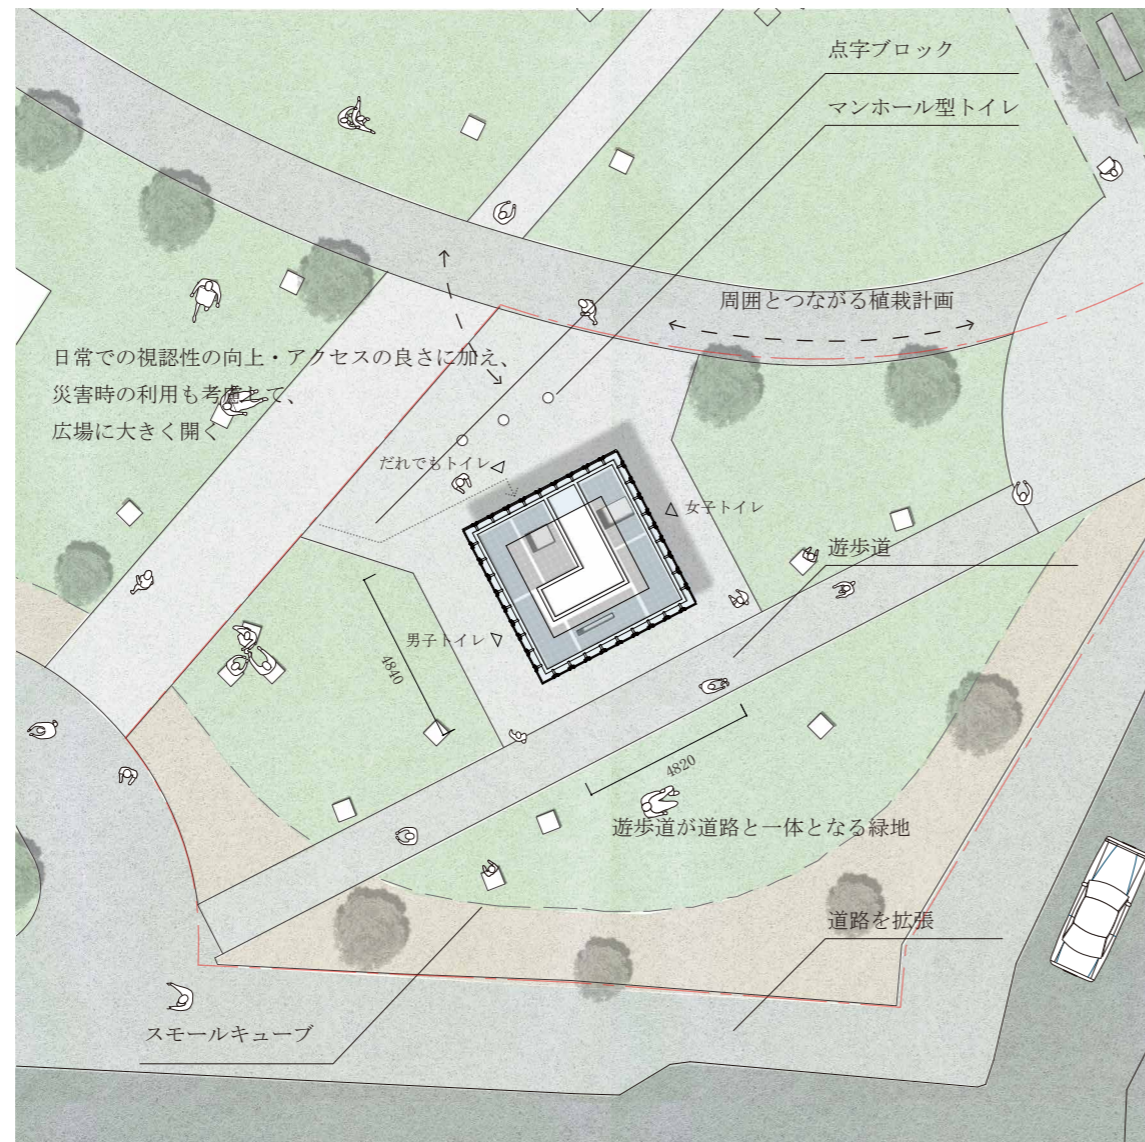 点字ブロック
マンホール型トイレ
周囲とつながる植栽計画
日常での視認性の向上・アクセスの良さに加え、
災害時の利用も考慮して、
広場に大きく開く
だれでもトイレ
女子トイレ
遊歩道
男子トイレ
4840
4820
遊歩道が道路と一体となる緑地
道路を拡張
スモールキューブ